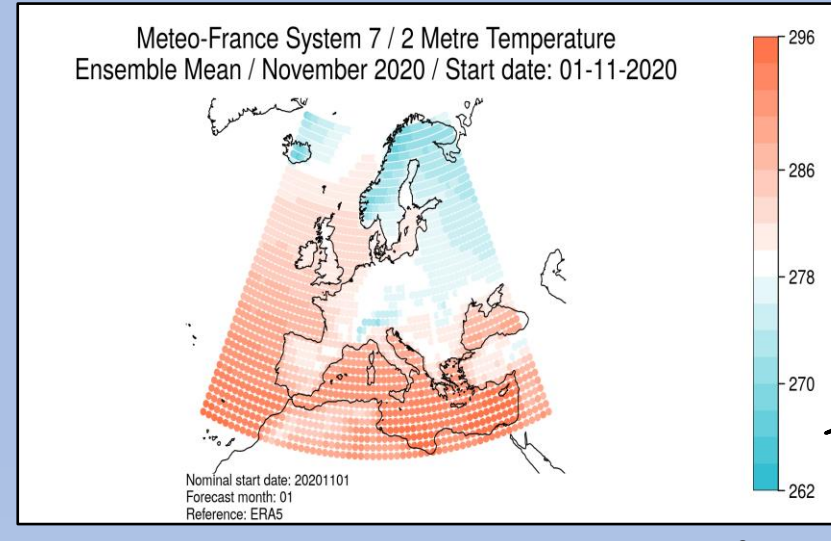 Meteo-France System 7 / 2 Metre Temperature
Ensemble Mean / November 2020 / Start date: 01-11-2020
296
286
278
270
262
Nominal start date: 20201101
Forecast month: 01
Reference: ERA5